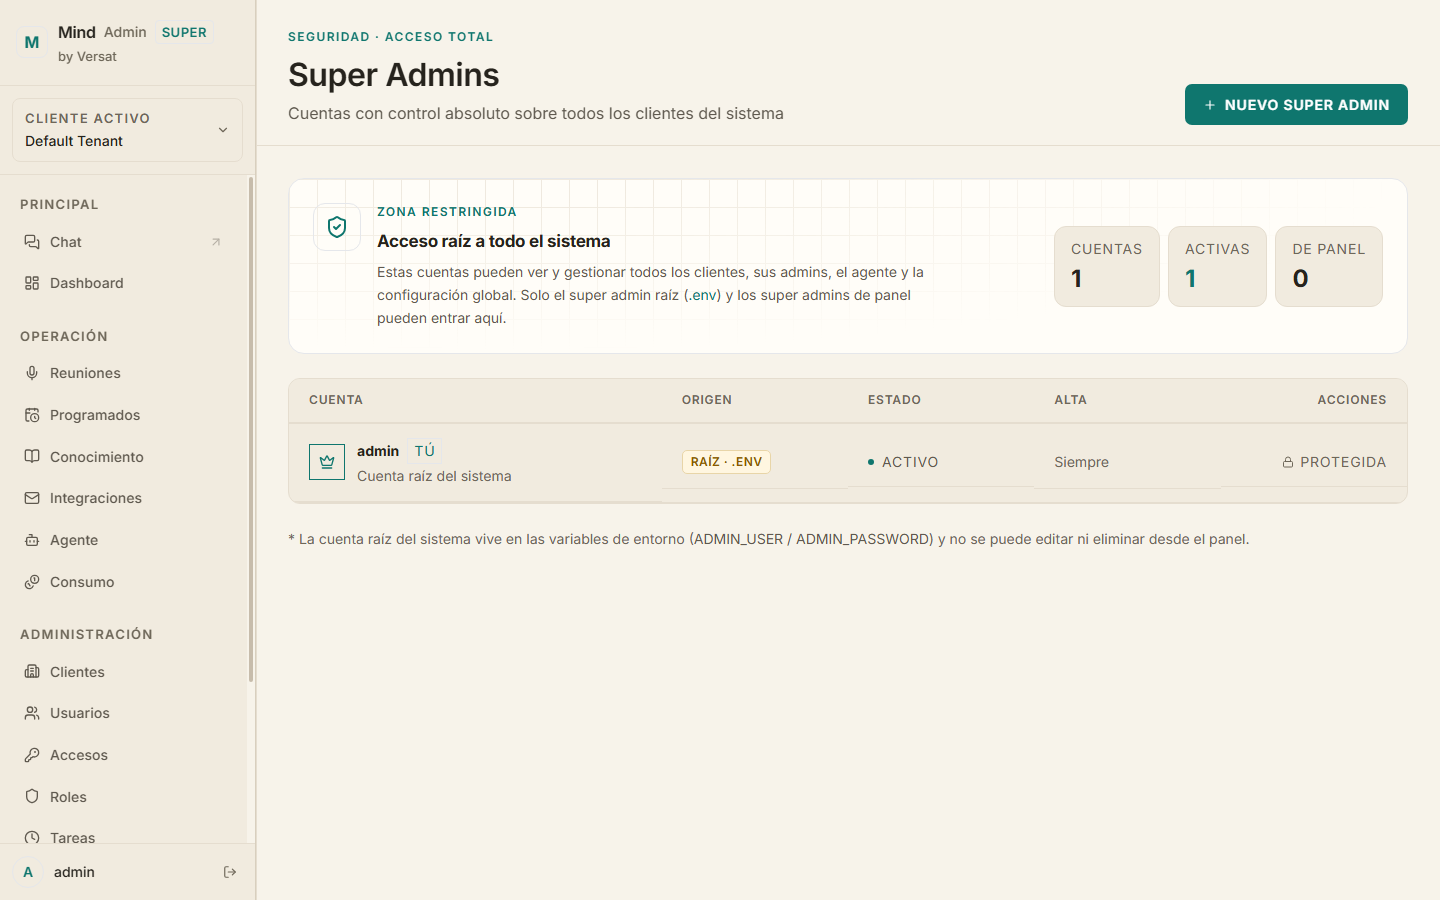 M
Mind Admin SUPER
by Versat
CLIENTE ACTIVO
Default Tenant
PRINCIPAL
Chat
Dashboard
OPERACIÓN
Reuniones
Programados
Conocimiento
Integraciones
Agente
Consumo
ADMINISTRACIÓN
Clientes
Usuarios
Accesos
Roles
Tareas
A admin
SEGURIDAD · ACCESO TOTAL
Super Admins
Cuentas con control absoluto sobre todos los clientes del sistema
+ NUEVO SUPER ADMIN
ZONA RESTRINGIDA
Acceso raíz a todo el sistema
Estas cuentas pueden ver y gestionar todos los clientes, sus admins, el agente y la
configuración global. Solo el super admin raíz (.env) y los super admins de panel
pueden entrar aquí.
CUENTAS ACTIVAS DE PANEL
1 1 0
CUENTA ORIGEN ESTADO ALTA ACCIONES
admin TÚ
Cuenta raíz del sistema
RAÍZ · .ENV ACTIVO Siempre PROTEGIDA
* La cuenta raíz del sistema vive en las variables de entorno (ADMIN_USER / ADMIN_PASSWORD) y no se puede editar ni eliminar desde el panel.